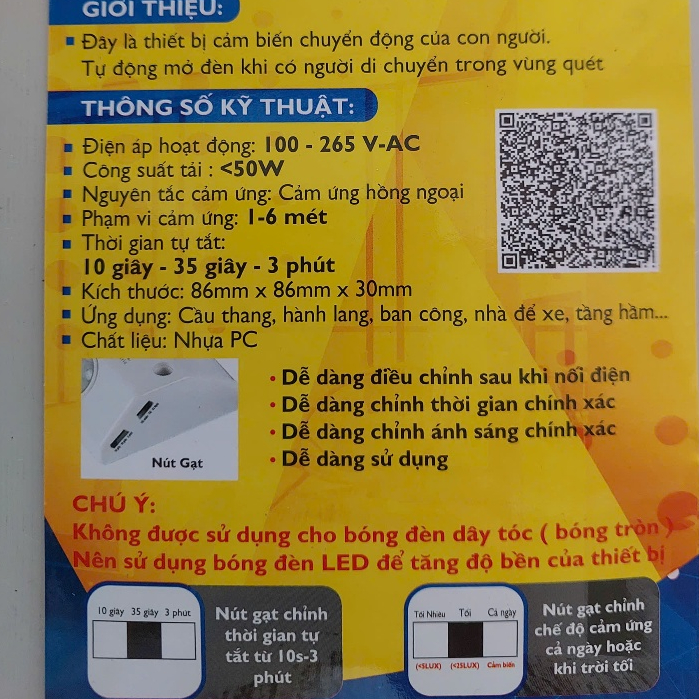 GIỚI THIỆU:
Đây là thiết bị cảm biến chuyển động của con người.
Tự động mở đèn khi có người di chuyển trong vùng quét
THÔNG SỐ KỸ THUẬT:
Điện áp hoạt động: 100 - 265 V-AC
Công suất tải : <50W
Nguyên tắc cảm ứng: Cảm ứng hồng ngoại
Phạm vi cảm ứng: 1-6 mét
Thời gian tự tắt:
10 giây - 35 giây - 3 phút
Kích thước: 86mm x 86mm x 30mm
Ứng dụng: Cầu thang, hành lang, ban công, nhà để xe, tầng hầm...
Chất liệu: Nhựa PC
Nút Gạt
• Dễ dàng điều chỉnh sau khi nối điện
• Dễ dàng chỉnh thời gian chính xác
• Dễ dàng chỉnh ánh sáng chính xác
• Dễ dàng sử dụng
CHÚ Ý:
Không được sử dụng cho bóng đèn dây tóc ( bóng tròn )
Nên sử dụng bóng đèn LED để tăng độ bền của thiết bị
10 giây 35 giây 3 phút
Nút gạt chỉnh
thời gian tự
tắt từ 10s-3
phút
Tối Nhiều Tối Cả ngày
(<5LUX) (<25LUX) Cảm biến
Nút gạt chỉnh
chế độ cảm ứng
cả ngày hoặc
khi trời tối